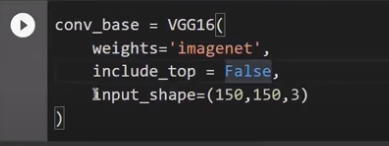 conv_base = VGG16(
    weights='imagenet',
    include_top = False,
    input_shape=(150,150,3)
)